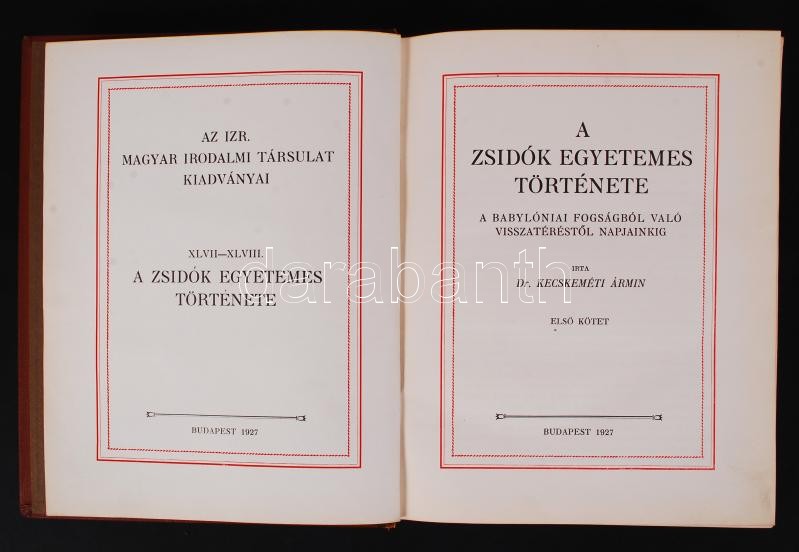 AZ IZR.
MAGYAR IRODALMI TÁRSULAT
KIADVÁNYAI
XLVII—XLVIII.
A ZSIDÓK EGYETEMES
TÖRTÉNETE
BUDAPEST 1927
A
ZSIDÓK EGYETEMES
TÖRTÉNETE
A BABYLÓNIAI FOGSÁGBÓL VALÓ
VISSZATÉRÉSTŐL NAPJAINKIG
IRTA
Dr. KECSKEMÉTI ÁRMIN
ELSŐ KÖTET
BUDAPEST 1927
darabanth